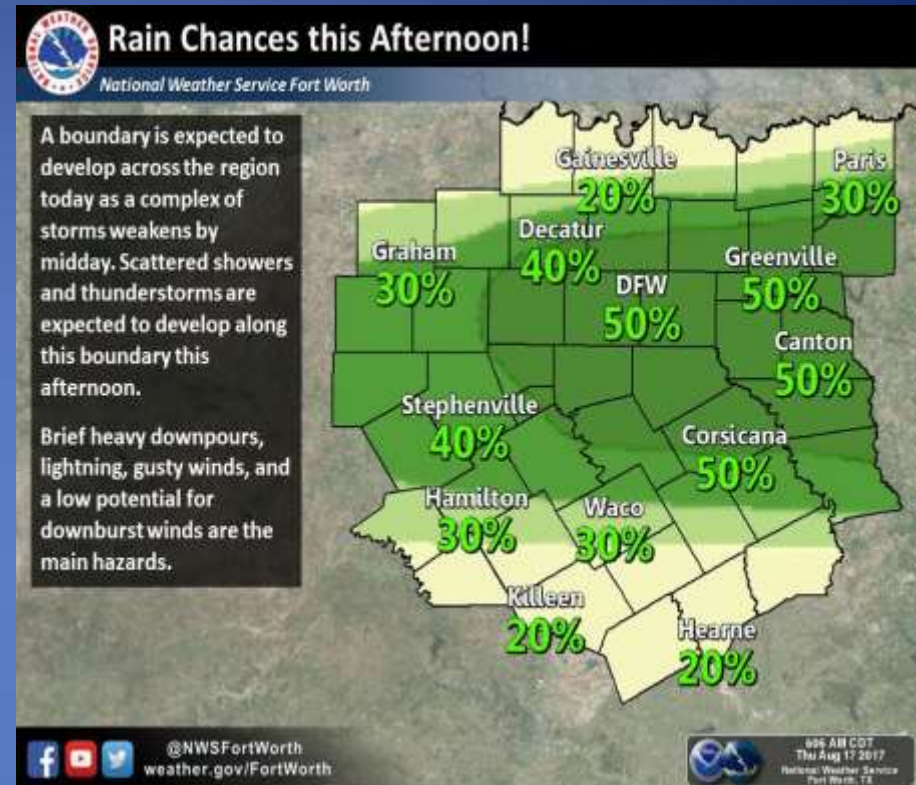 Rain Chances this Afternoon!
National Weather Service Fort Worth
A boundary is expected to
develop across the region
today as a complex of
storms weakens by
midday. Scattered showers
and thunderstorms are
expected to develop along
this boundary this
afternoon.
Brief heavy downpours,
lightning, gusty winds, and
a low potential for
downburst winds are the
main hazards.
Gainesville
20%
Paris
30%
Decatur
40%
Graham
30%
Greenville
50%
DFW
50%
Canton
50%
Stephenville
40%
Corsicana
50%
Hamilton
30%
Waco
30%
Killeen
20%
Hearne
20%
@NWSFortWorth
weather.gov/FortWorth
606 AM CDT
Thu Aug 17 2017
National Weather Service
Fort Worth, TX